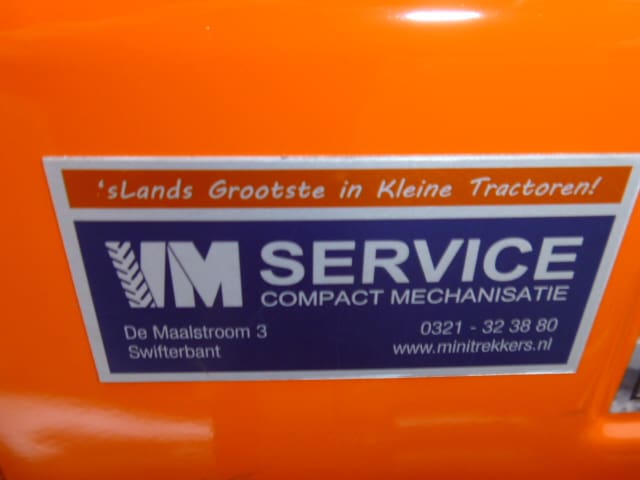 'sLands Grootste in Kleine Tractoren!
VM SERVICE
COMPACT MECHANISATIE
De Maalstroom 3
Swifterbant
0321 - 32 38 80
www.minitrekkers.nl